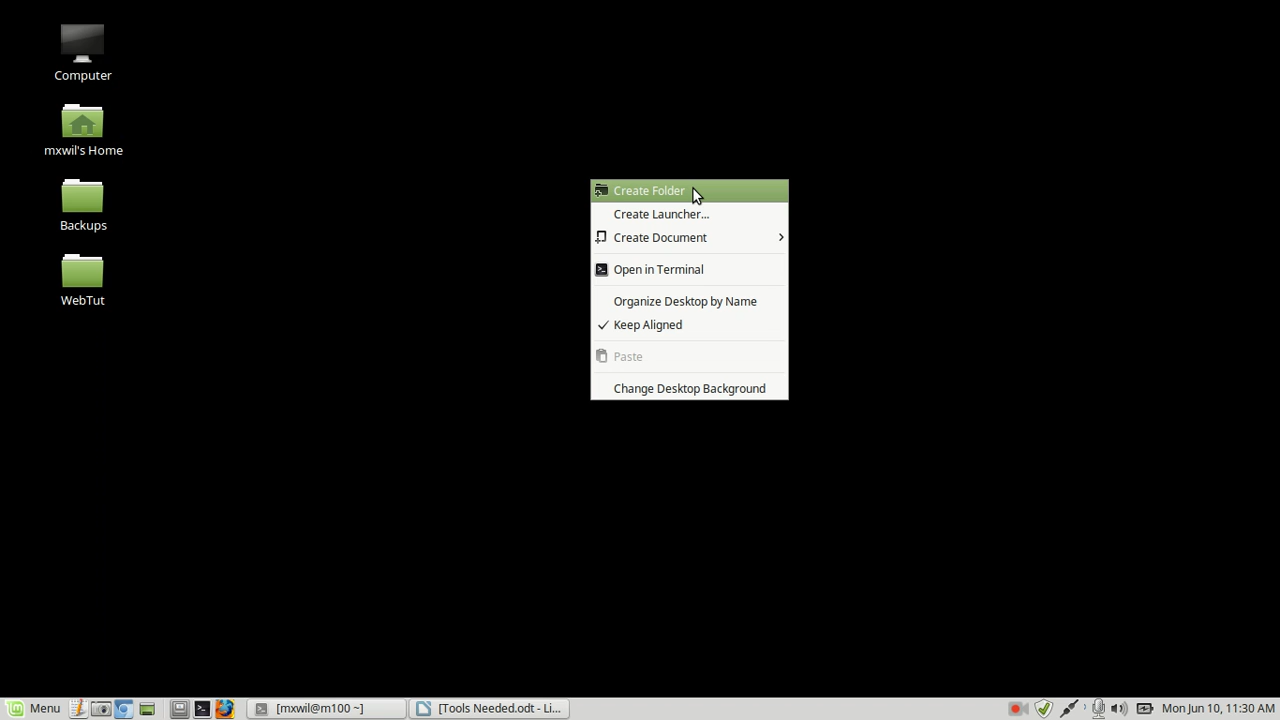 Computer
mxwil's Home
Backups
WebTut
Create Folder
Create Launcher...
Create Document
Open in Terminal
Organize Desktop by Name
Keep Aligned
Paste
Change Desktop Background
Menu
[mxwil@m100 ~]
[Tools Needed.odt - Li...
Mon Jun 10, 11:30 AM